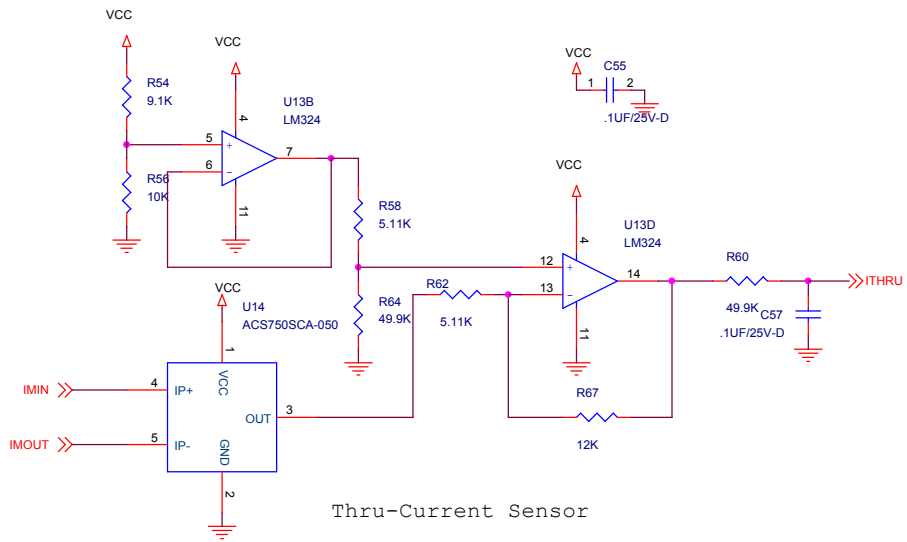 VCC
VCC
VCC
C55
1
2
.1UF/25V-D
R54
9.1K
U13B
LM324
4
5
+
7
6
−
R56
10K
11
VCC
R58
5.11K
U13D
LM324
4
12
+
14
13
−
R60
49.9K
ITHRU
C57
.1UF/25V-D
11
VCC
U14
ACS750SCA-050
R64
49.9K
R62
5.11K
1
VCC
IMIN
4
IP+
OUT
3
R67
12K
IMOUT
5
IP-
GND
2
Thru-Current Sensor